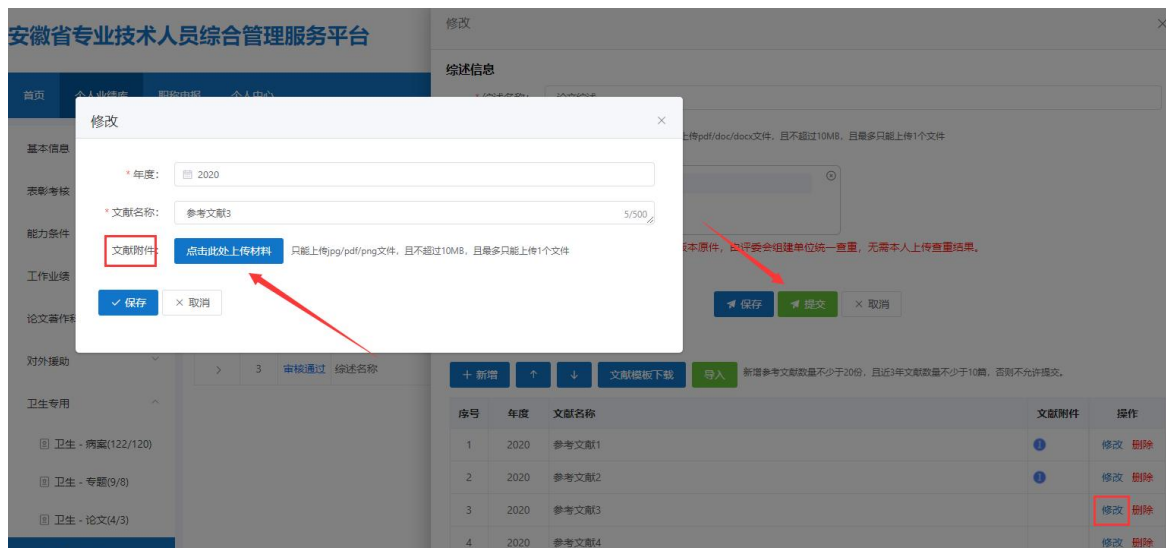 安徽省专业技术人员综合管理服务平台
修改
×
综述信息
首页 个人业绩库 职称申报 个人中心
* 综述名称: 论文综述
修改 ×
上传pdf/doc/docx文件,且不超过10MB,且最多只能上传1个文件
基本信息
* 年度: 2020
表彰考核
* 文献名称: 参考文献3 5/500
能力条件
文献附件: 点击此处上传材料 只能上传jpg/pdf/png文件,且不超过10MB,且最多只能上传1个文件
版本原件,由评委会组建单位统一查重,无需本人上传查重结果。
工作业绩
保存 × 取消
保存 提交 × 取消
论文著作
对外援助
3 审核通过 综述名称
+ 新增 ↑ ↓ 文献模板下载 导入 新增参考文献数量不少于20份,且近3年文献数量不少于10篇,否则不允许提交。
卫生专用
序号 年度 文献名称 文献附件 操作
卫生 - 病案(122/120)
1 2020 参考文献1 修改 删除
卫生 - 专题(9/8)
2 2020 参考文献2 修改 删除
卫生 - 论文(4/3)
3 2020 参考文献3 修改 删除
4 2020 参考文献4 修改 删除